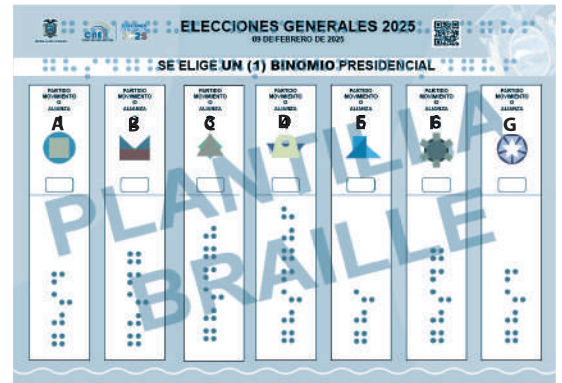 cne
ELECCIONES GENERALES 2025
09 DE FEBRERO DE 2025
SE ELIGE UN (1) BINOMIO PRESIDENCIAL
PARTIDO
MOVIMIENTO
O
ALIANZA
A
PARTIDO
MOVIMIENTO
O
ALIANZA
B
PARTIDO
MOVIMIENTO
O
ALIANZA
C
PARTIDO
MOVIMIENTO
O
ALIANZA
D
PARTIDO
MOVIMIENTO
O
ALIANZA
E
PARTIDO
MOVIMIENTO
O
ALIANZA
F
PARTIDO
MOVIMIENTO
O
ALIANZA
G
PLANTILLA
BRAILLE